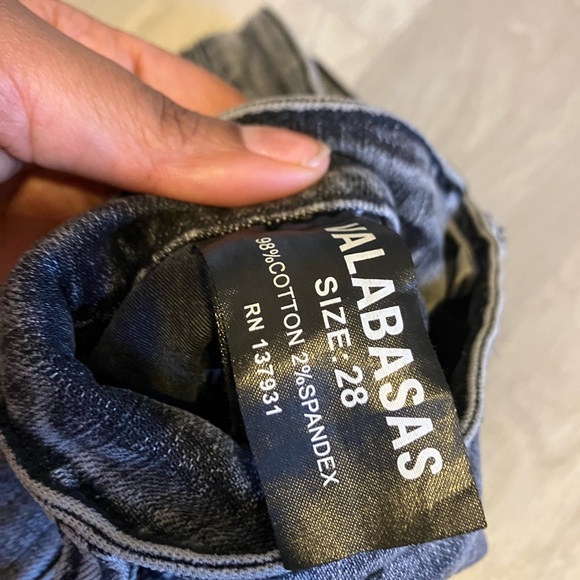 VALABASAS
SIZE: 28
98%COTTON 2%SPANDEX
RN 137931